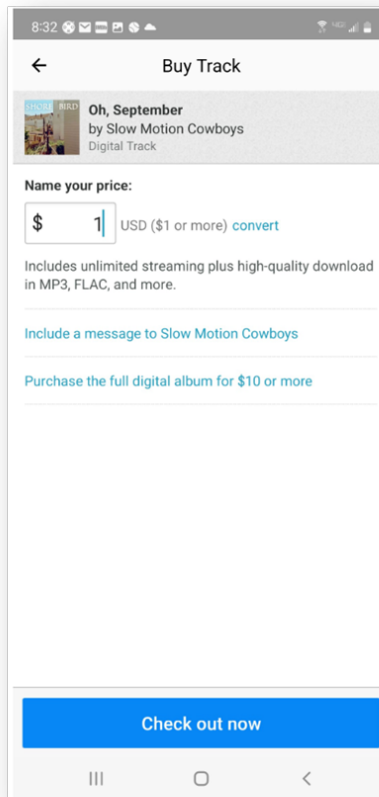 8:32
Buy Track
SHORE BIRD
Oh, September
by Slow Motion Cowboys
Digital Track
Name your price:
$ 1 USD ($1 or more) convert
Includes unlimited streaming plus high-quality download
in MP3, FLAC, and more.
Include a message to Slow Motion Cowboys
Purchase the full digital album for $10 or more
Check out now